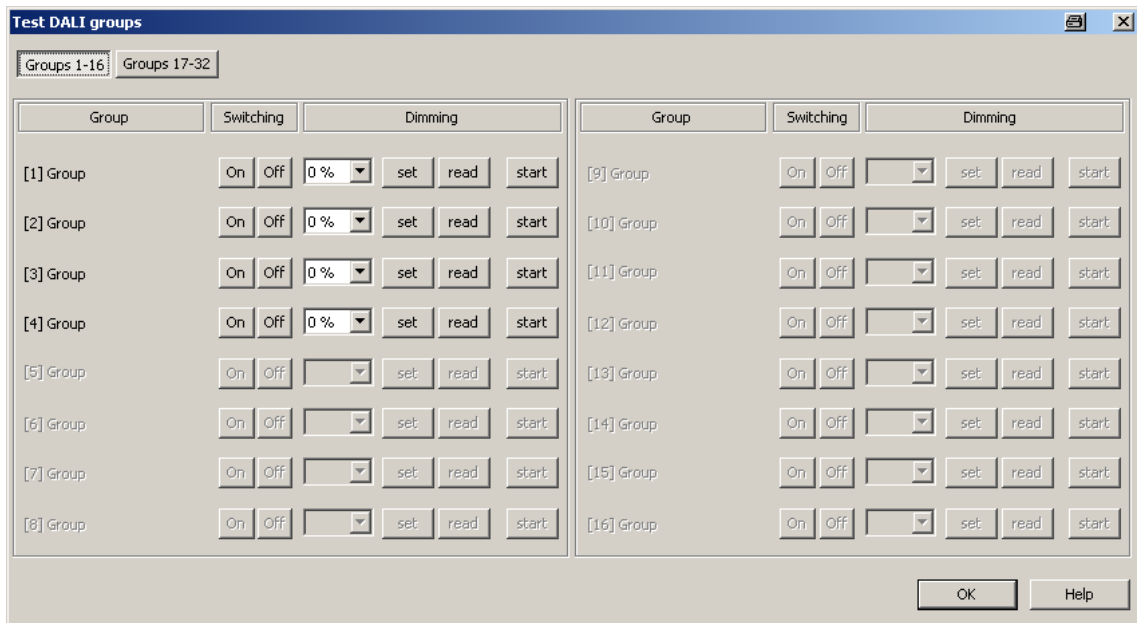 Test DALI groups
Groups 1-16 Groups 17-32
Group Switching Dimming Group Switching Dimming
[1] Group On Off 0 % set read start [9] Group On Off set read start
[2] Group On Off 0 % set read start [10] Group On Off set read start
[3] Group On Off 0 % set read start [11] Group On Off set read start
[4] Group On Off 0 % set read start [12] Group On Off set read start
[5] Group On Off set read start [13] Group On Off set read start
[6] Group On Off set read start [14] Group On Off set read start
[7] Group On Off set read start [15] Group On Off set read start
[8] Group On Off set read start [16] Group On Off set read start
OK Help